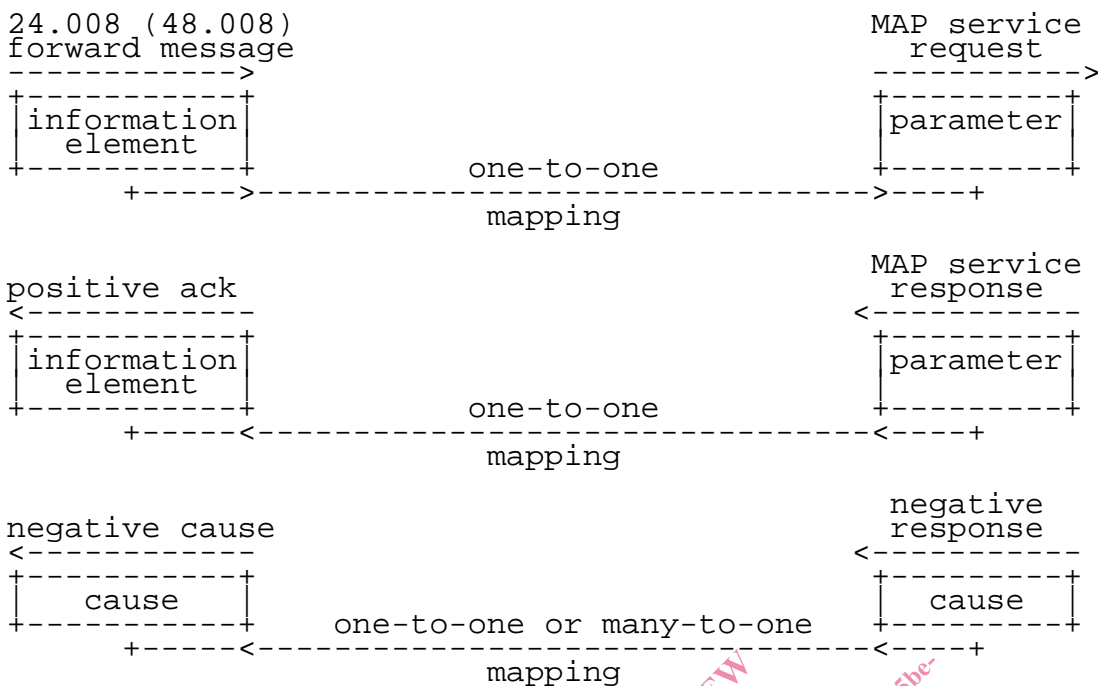 24.008 (48.008) MAP service
forward message request
------------> ----------->
+-----------+ +---------+
|information| |parameter|
| element | | |
+-----------+ one-to-one +---------+
+----->-------------------------------->----+
mapping
MAP service
positive ack response
<------------ <-----------
+-----------+ +---------+
|information| |parameter|
| element | | |
+-----------+ one-to-one +---------+
+-----<--------------------------------<----+
mapping
negative
negative cause response
<------------ <-----------
+-----------+ +---------+
| cause | | cause |
+-----------+ one-to-one or many-to-one +---------+
+-----<--------------------------------<----+
mapping